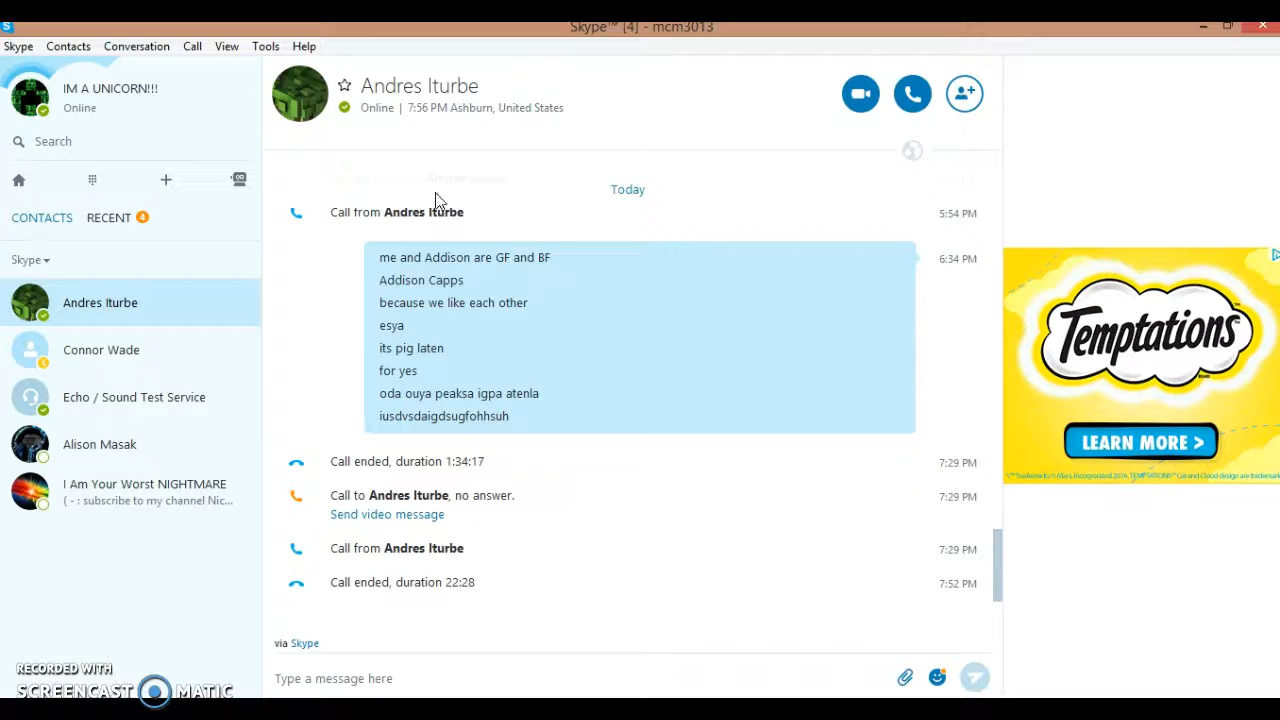 Skype™ [4] - mcm3013
Skype Contacts Conversation Call View Tools Help
IM A UNICORN!!!
Online
Search
CONTACTS RECENT 4
Skype
Andres Iturbe
Connor Wade
Echo / Sound Test Service
Alison Masak
I Am Your Worst NIGHTMARE
( - : subscribe to my channel Nic...
RECORDED WITH
SCREENCAST MATIC
Andres Iturbe
Online | 7:56 PM Ashburn, United States
Today
Call from Andres Iturbe 5:54 PM
me and Addison are GF and BF 6:34 PM
Addison Capps
because we like each other
esya
its pig laten
for yes
oda ouya peaksa igpa atenla
iusdvsdaigdsugfohhsuh
Call ended, duration 1:34:17 7:29 PM
Call to Andres Iturbe, no answer. 7:29 PM
Send video message
Call from Andres Iturbe 7:29 PM
Call ended, duration 22:28 7:52 PM
via Skype
Type a message here
Temptations
LEARN MORE >